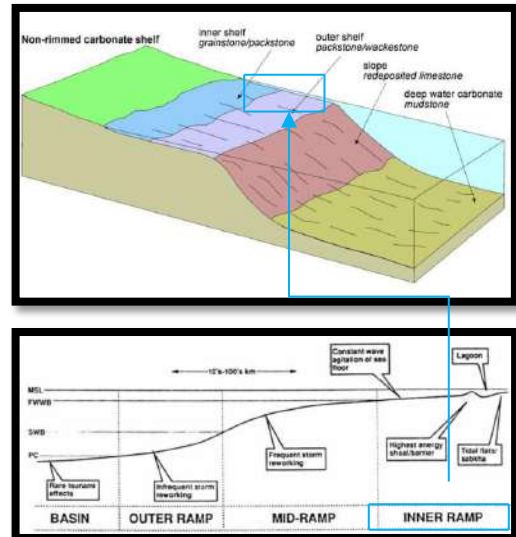 Non-rimmed carbonate shelf
inner shelf
grainstone/packstone
outer shelf
packstone/wackestone
slope
redeposited limestone
deep water carbonate
mudstone
10's-100's km
Constant wave
agitation of sea
floor
Lagoon
MSL
FWWB
SWB
PC
Rare tsunami
effects
Infrequent storm
reworking
Frequent storm
reworking
Highest energy
shoal/barrier
Tidal flats/
sabkha
BASIN
OUTER RAMP
MID-RAMP
INNER RAMP